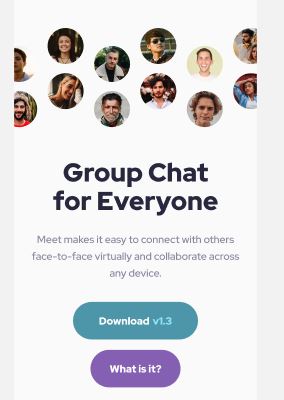 Group Chat
for Everyone
Meet makes it easy to connect with others
face-to-face virtually and collaborate across
any device.
Download v1.3
What is it?